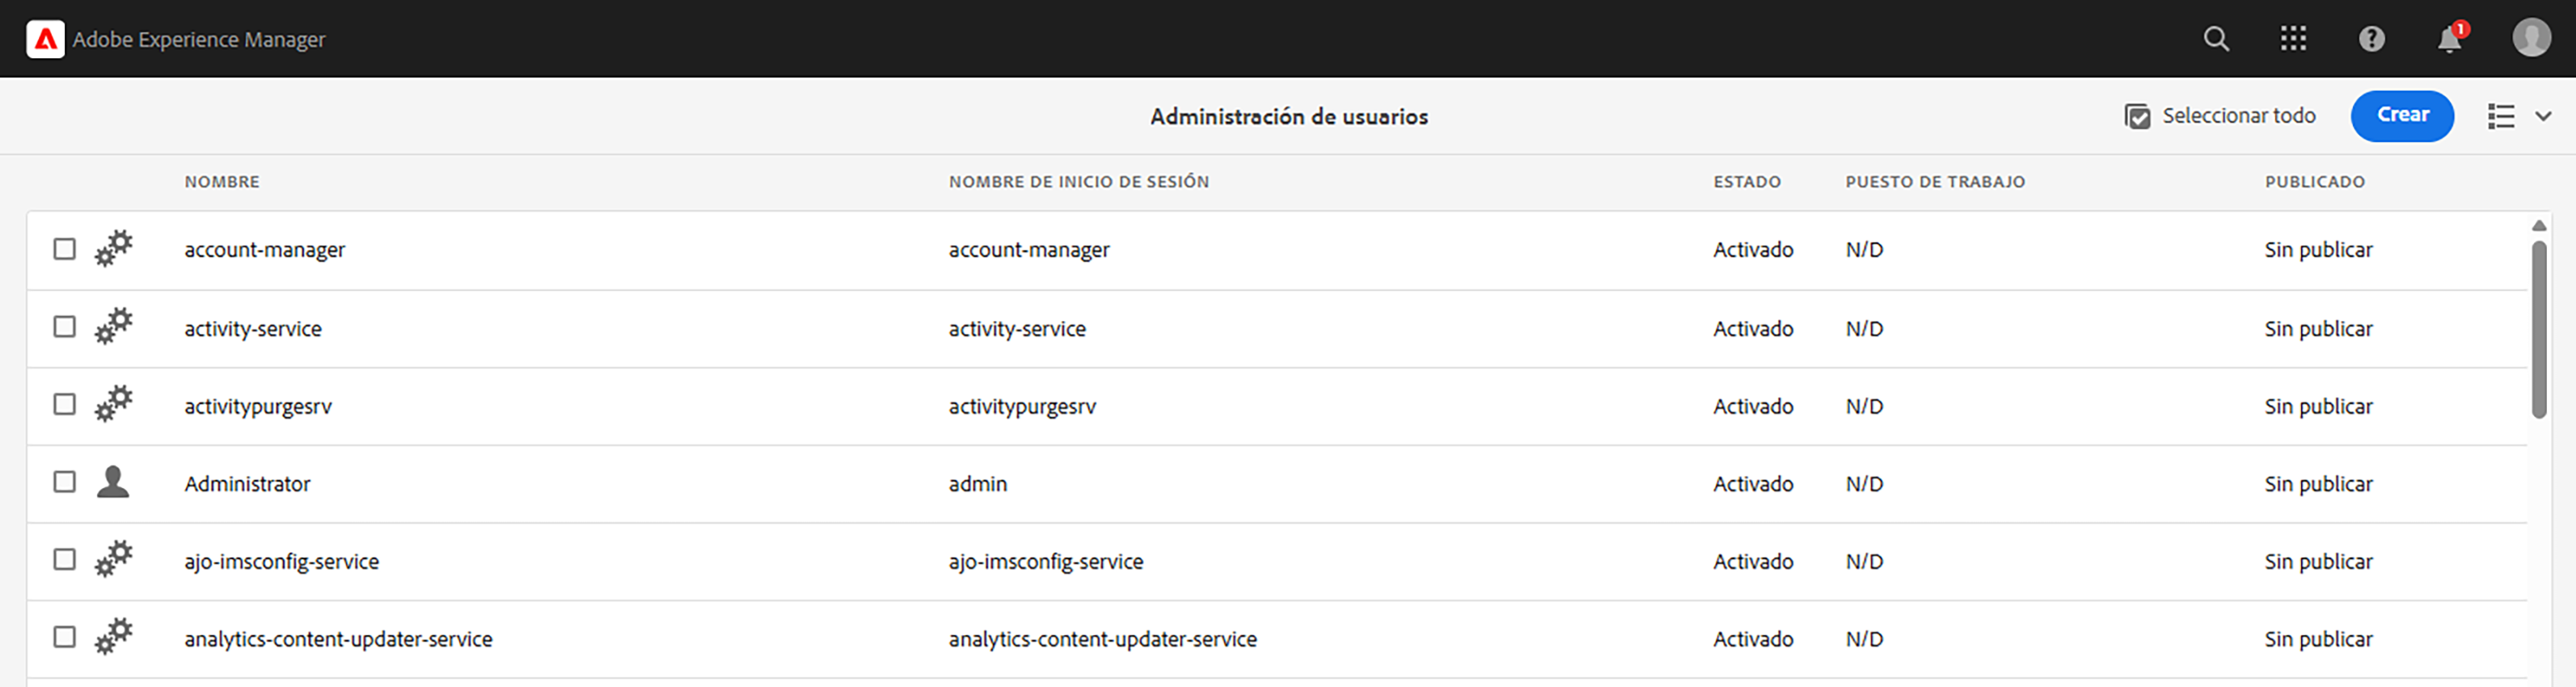 Adobe Experience Manager
1
Administración de usuarios
Seleccionar todo
Crear
NOMBRE NOMBRE DE INICIO DE SESIÓN ESTADO PUESTO DE TRABAJO PUBLICADO
account-manager account-manager Activado N/D Sin publicar
activity-service activity-service Activado N/D Sin publicar
activitypurgesrv activitypurgesrv Activado N/D Sin publicar
Administrator admin Activado N/D Sin publicar
ajo-imsconfig-service ajo-imsconfig-service Activado N/D Sin publicar
analytics-content-updater-service analytics-content-updater-service Activado N/D Sin publicar